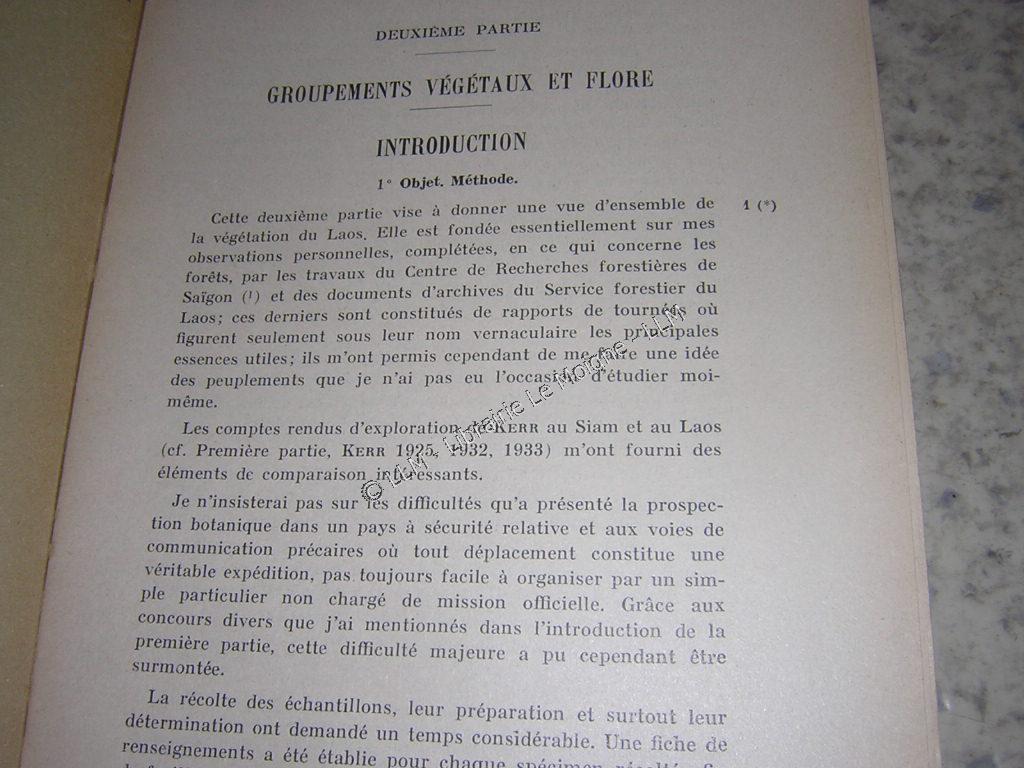 DEUXIÈME PARTIE
GROUPEMENTS VÉGÉTAUX ET FLORE
INTRODUCTION
1° Objet. Méthode.
Cette deuxième partie vise à donner une vue d'ensemble de 1 (*)
la végétation du Laos. Elle est fondée essentiellement sur mes
observations personnelles, complétées, en ce qui concerne les
forêts, par les travaux du Centre de Recherches forestières de
Saïgon (¹) et des documents d'archives du Service forestier du
Laos; ces derniers sont constitués de rapports de tournées où
figurent seulement sous leur nom vernaculaire les principales
essences utiles; ils m'ont permis cependant de me faire une idée
des peuplements que je n'ai pas eu l'occasion d'étudier moi-
même.
Les comptes rendus d'exploration de KERR au Siam et au Laos
(cf. Première partie, KERR 1925, 1932, 1933) m'ont fourni des
éléments de comparaison intéressants.
Je n'insisterai pas sur les difficultés qu'a présenté la prospec-
tion botanique dans un pays à sécurité relative et aux voies de
communication précaires où tout déplacement constitue une
véritable expédition, pas toujours facile à organiser par un sim-
ple particulier non chargé de mission officielle. Grâce aux
concours divers que j'ai mentionnés dans l'introduction de la
première partie, cette difficulté majeure a pu cependant être
surmontée.
La récolte des échantillons, leur préparation et surtout leur
détermination ont demandé un temps considérable. Une fiche de
renseignements a été établie pour chaque spécimen récolté
© LLM - Librairie Le Moigne - LLM